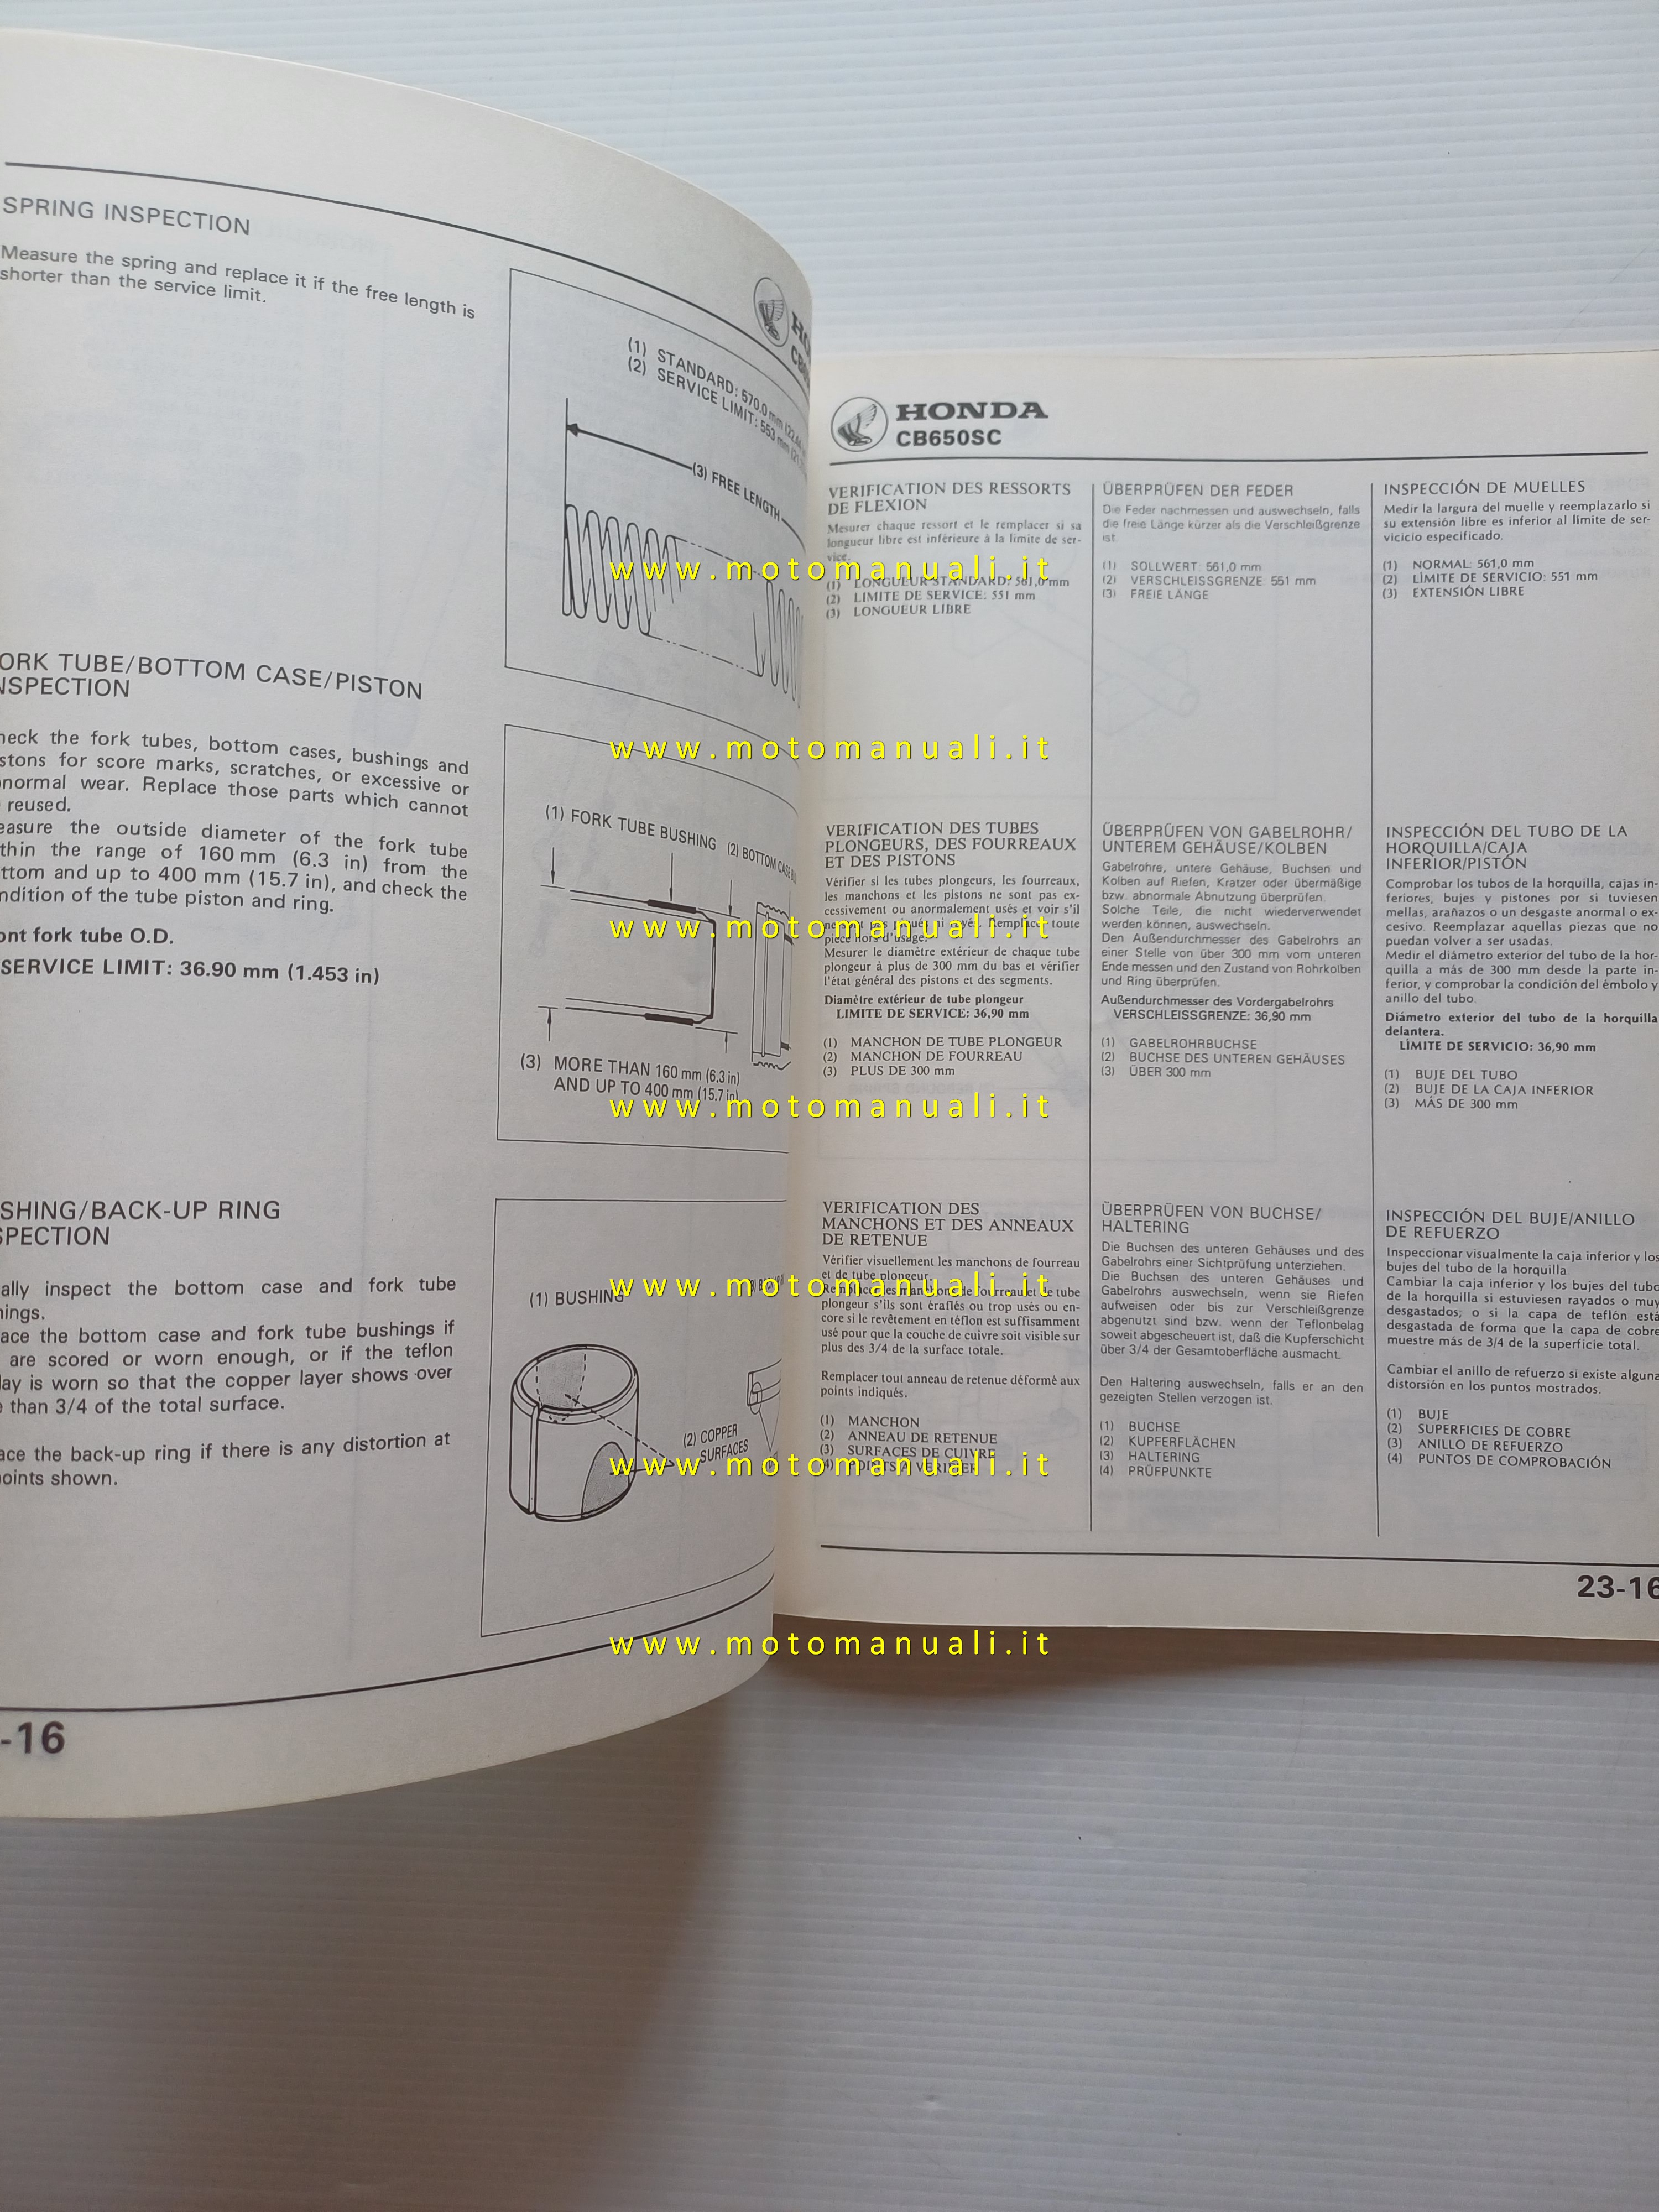 SPRING INSPECTION
Measure the spring and replace it if the free length is
shorter than the service limit.
(1) STANDARD: 570.0 mm
(2) SERVICE LIMIT: 553 mm
(3) FREE LENGTH
ORK TUBE/BOTTOM CASE/PISTON
NSPECTION
heck the fork tubes, bottom cases, bushings and
stons for score marks, scratches, or excessive or
normal wear. Replace those parts which cannot
reused.
easure the outside diameter of the fork tube
thin the range of 160 mm (6.3 in) from the
ttom and up to 400 mm (15.7 in), and check the
ndition of the tube piston and ring.
ont fork tube O.D.
SERVICE LIMIT: 36.90 mm (1.453 in)
(1) FORK TUBE BUSHING
(2) BOTTOM CASE
(3) MORE THAN 160 mm (6.3 in)
AND UP TO 400 mm (15.7 in)
SHING/BACK-UP RING
SPECTION
ally inspect the bottom case and fork tube
hings.
ace the bottom case and fork tube bushings if
are scored or worn enough, or if the teflon
lay is worn so that the copper layer shows over
e than 3/4 of the total surface.
ace the back-up ring if there is any distortion at
points shown.
(1) BUSHING
(2) COPPER
SURFACES
-16
HONDA
CB650SC
VERIFICATION DES RESSORTS
DE FLEXION
Mesurer chaque ressort et le remplacer si sa
longueur libre est inférieure à la limite de ser-
vice.
(1) LONGUEUR STANDARD: 561,0 mm
(2) LIMITE DE SERVICE: 551 mm
(3) LONGUEUR LIBRE
VERIFICATION DES TUBES
PLONGEURS, DES FOURREAUX
ET DES PISTONS
Vérifier si les tubes plongeurs, les fourreaux,
les manchons et les pistons ne sont pas ex-
cessivement ou anormalement usés et voir s'il
Remplacer toute
pièce hors d'usage.
Mesurer le diamètre extérieur de chaque tube
plongeur à plus de 300 mm du bas et vérifier
l'état général des pistons et des segments.
Diamètre extérieur de tube plongeur
LIMITE DE SERVICE: 36,90 mm
(1) MANCHON DE TUBE PLONGEUR
(2) MANCHON DE FOURREAU
(3) PLUS DE 300 mm
VERIFICATION DES
MANCHONS ET DES ANNEAUX
DE RETENUE
Vérifier visuellement les manchons de fourreau
et de tube plongeur.
Remplacer les manchons de fourreau et de tube
plongeur s'ils sont éraflés ou trop usés ou en-
core si le revêtement en téflon est suffisamment
usé pour que la couche de cuivre soit visible sur
plus des 3/4 de la surface totale.
Remplacer tout anneau de retenue déformé aux
points indiqués.
(1) MANCHON
(2) ANNEAU DE RETENUE
(3) SURFACES DE CUIVRE
(4) POINTS A VERIFIER
ÜBERPRÜFEN DER FEDER
Die Feder nachmessen und auswechseln, falls
die freie Länge kürzer als die Verschleißgrenze
ist.
(1) SOLLWERT: 561,0 mm
(2) VERSCHLEISSGRENZE: 551 mm
(3) FREIE LÄNGE
ÜBERPRÜFEN VON GABELROHR/
UNTEREM GEHÄUSE/KOLBEN
Gabelrohre, untere Gehäuse, Buchsen und
Kolben auf Riefen, Kratzer oder übermäßige
bzw. abnormale Abnutzung überprüfen.
Solche Teile, die nicht wiederverwendet
werden können, auswechseln.
Den Außendurchmesser des Gabelrohrs an
einer Stelle von über 300 mm vom unteren
Ende messen und den Zustand von Rohrkolben
und Ring überprüfen.
Außendurchmesser des Vordergabelrohrs
VERSCHLEISSGRENZE: 36,90 mm
(1) GABELROHRBUCHSE
(2) BUCHSE DES UNTEREN GEHÄUSES
(3) ÜBER 300 mm
ÜBERPRÜFEN VON BUCHSE/
HALTERING
Die Buchsen des unteren Gehäuses und des
Gabelrohrs einer Sichtprüfung unterziehen.
Die Buchsen des unteren Gehäuses und
Gabelrohrs auswechseln, wenn sie Riefen
aufweisen oder bis zur Verschleißgrenze
abgenutzt sind bzw. wenn der Teflonbelag
soweit abgescheuert ist, daß die Kupferschicht
über 3/4 der Gesamtoberfläche ausmacht.
Den Haltering auswechseln, falls er an den
gezeigten Stellen verzogen ist.
(1) BUCHSE
(2) KUPFERFLÄCHEN
(3) HALTERING
(4) PRÜFPUNKTE
INSPECCIÓN DE MUELLES
Medir la largura del muelle y reemplazarlo si
su extensión libre es inferior al límite de ser-
vicicio especificado.
(1) NORMAL: 561,0 mm
(2) LÍMITE DE SERVICIO: 551 mm
(3) EXTENSIÓN LIBRE
INSPECCIÓN DEL TUBO DE LA
HORQUILLA/CAJA
INFERIOR/PISTÓN
Comprobar los tubos de la horquilla, cajas in-
feriores, bujes y pistones por si tuviesen
mellas, arañazos o un desgaste anormal o ex-
cesivo. Reemplazar aquellas piezas que no
puedan volver a ser usadas.
Medir el diámetro exterior del tubo de la hor-
quilla a más de 300 mm desde la parte in-
ferior, y comprobar la condición del émbolo y
anillo del tubo.
Diámetro exterior del tubo de la horquilla
delantera.
LÍMITE DE SERVICIO: 36,90 mm
(1) BUJE DEL TUBO
(2) BUJE DE LA CAJA INFERIOR
(3) MÁS DE 300 mm
INSPECCIÓN DEL BUJE/ANILLO
DE REFUERZO
Inspeccionar visualmente la caja inferior y los
bujes del tubo de la horquilla.
Cambiar la caja inferior y los bujes del tubo
de la horquilla si estuviesen rayados o muy
desgastados; o si la capa de teflón está
desgastada de forma que la capa de cobre
muestre más de 3/4 de la superficie total.
Cambiar el anillo de refuerzo si existe alguna
distorsión en los puntos mostrados.
(1) BUJE
(2) SUPERFICIES DE COBRE
(3) ANILLO DE REFUERZO
(4) PUNTOS DE COMPROBACIÓN
23-16
www.motomanuali.it
www.motomanuali.it
www.motomanuali.it
www.motomanuali.it
www.motomanuali.it
www.motomanuali.it
www.motomanuali.it